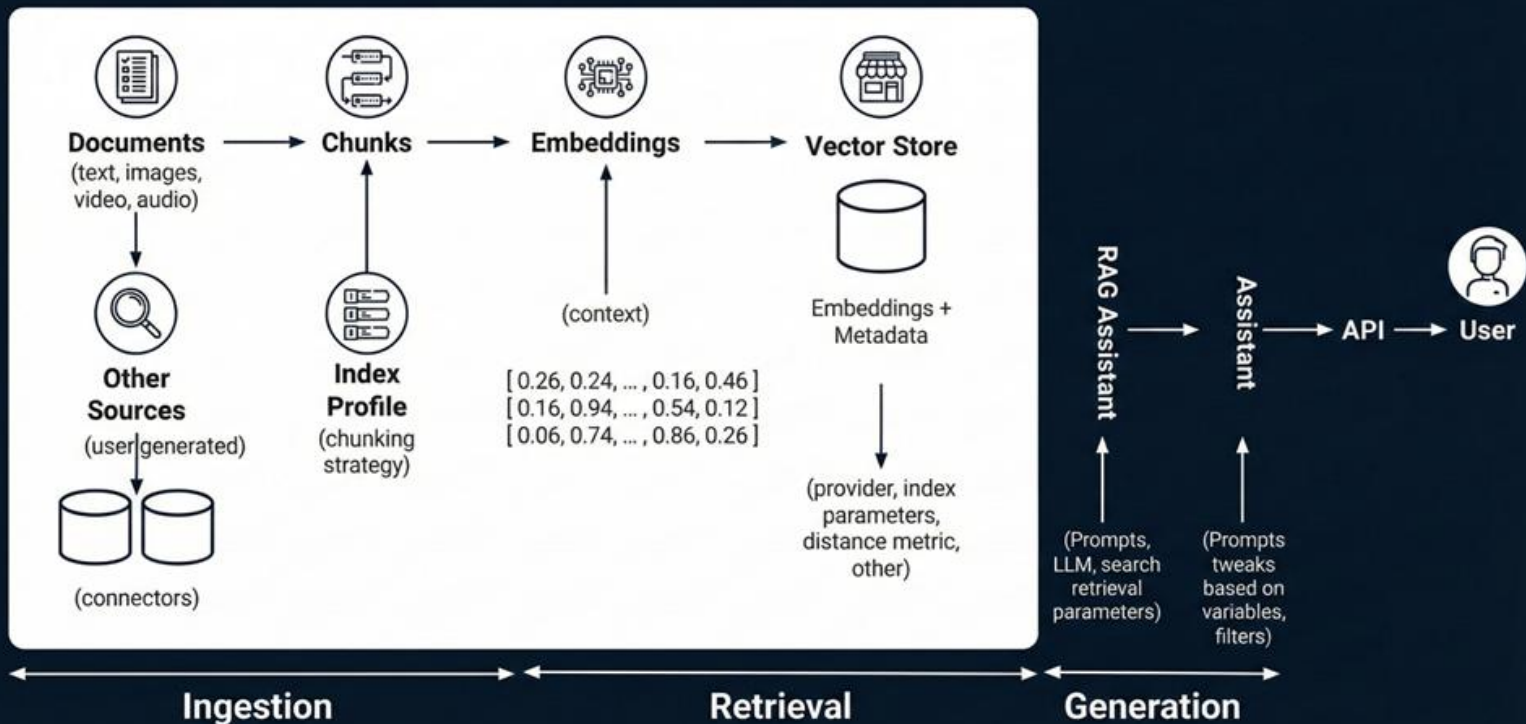 Documents
(text, images,
video, audio)
Chunks
Embeddings
Vector Store
Other
Sources
(user generated)
(connectors)
Index
Profile
(chunking
strategy)
(context)
[ 0.26, 0.24, ... , 0.16, 0.46 ]
[ 0.16, 0.94, ... , 0.54, 0.12 ]
[ 0.06, 0.74, ... , 0.86, 0.26 ]
Embeddings +
Metadata
(provider, index
parameters,
distance metric,
other)
RAG Assistant
(Prompts,
LLM, search
retrieval
parameters)
Assistant
(Prompts
tweaks
based on
variables,
filters)
API
User
Ingestion
Retrieval
Generation